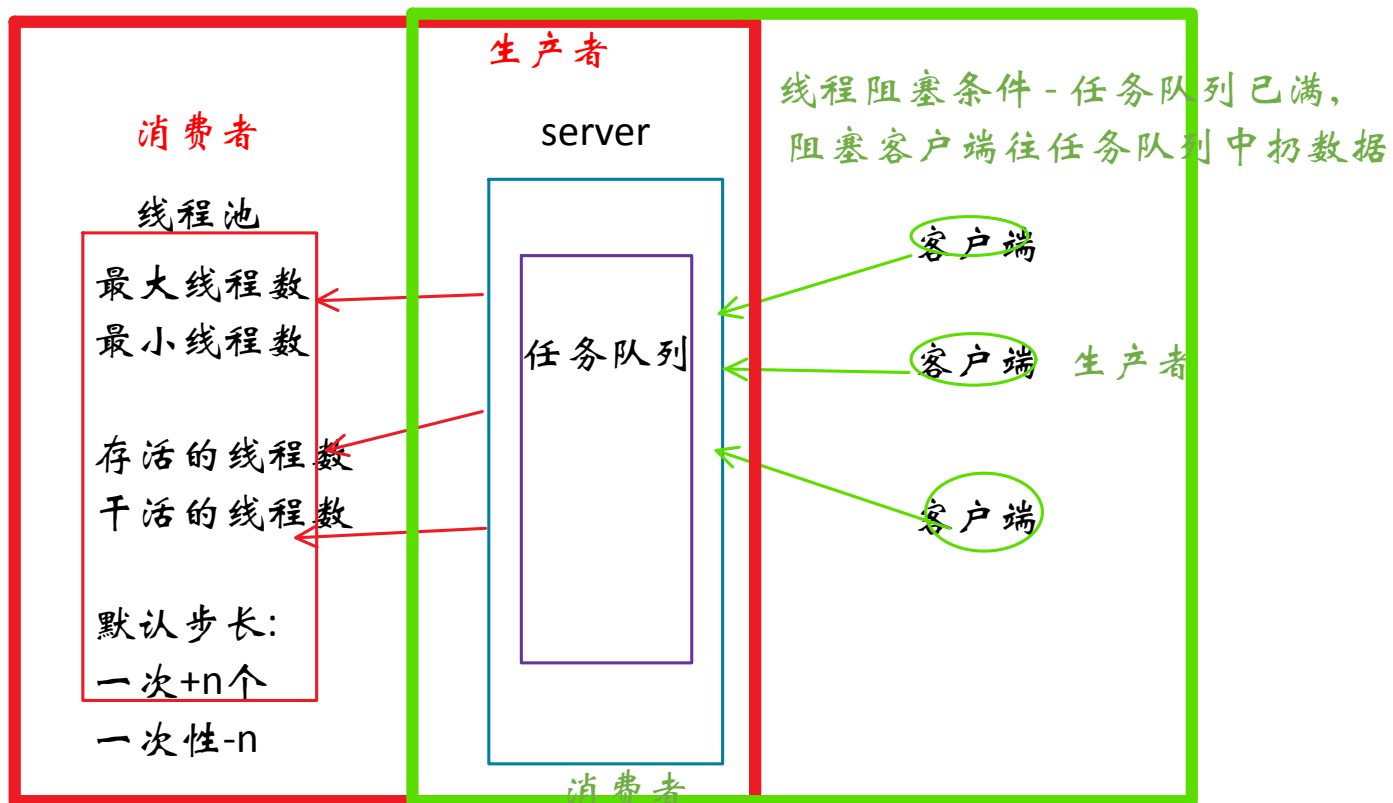 生产者
线程阻塞条件-任务队列已满,
阻塞客户端往任务队列中扔数据
消费者
server
线程池
最大线程数
最小线程数
存活的线程数
干活的线程数
默认步长:
一次+n个
一次性-n
任务队列
客户端
客户端
生产者
客户端
消费者